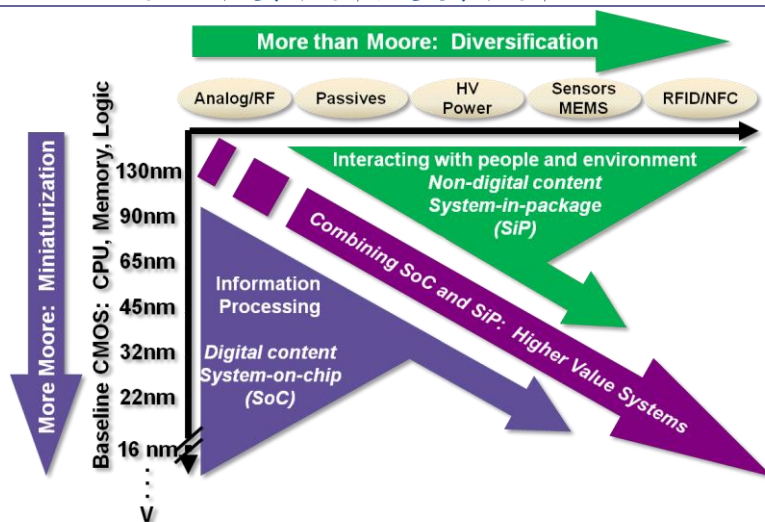 More than Moore: Diversification
Analog/RF
Passives
HV
Power
Sensors
MEMS
RFID/NFC
More Moore: Miniaturization
Baseline CMOS: CPU, Memory, Logic
130nm
90nm
65nm
45nm
32nm
22nm
16 nm
V
Interacting with people and environment
Non-digital content
System-in-package
(SiP)
Combining SoC and SiP: Higher Value Systems
Information
Processing
Digital content
System-on-chip
(SoC)